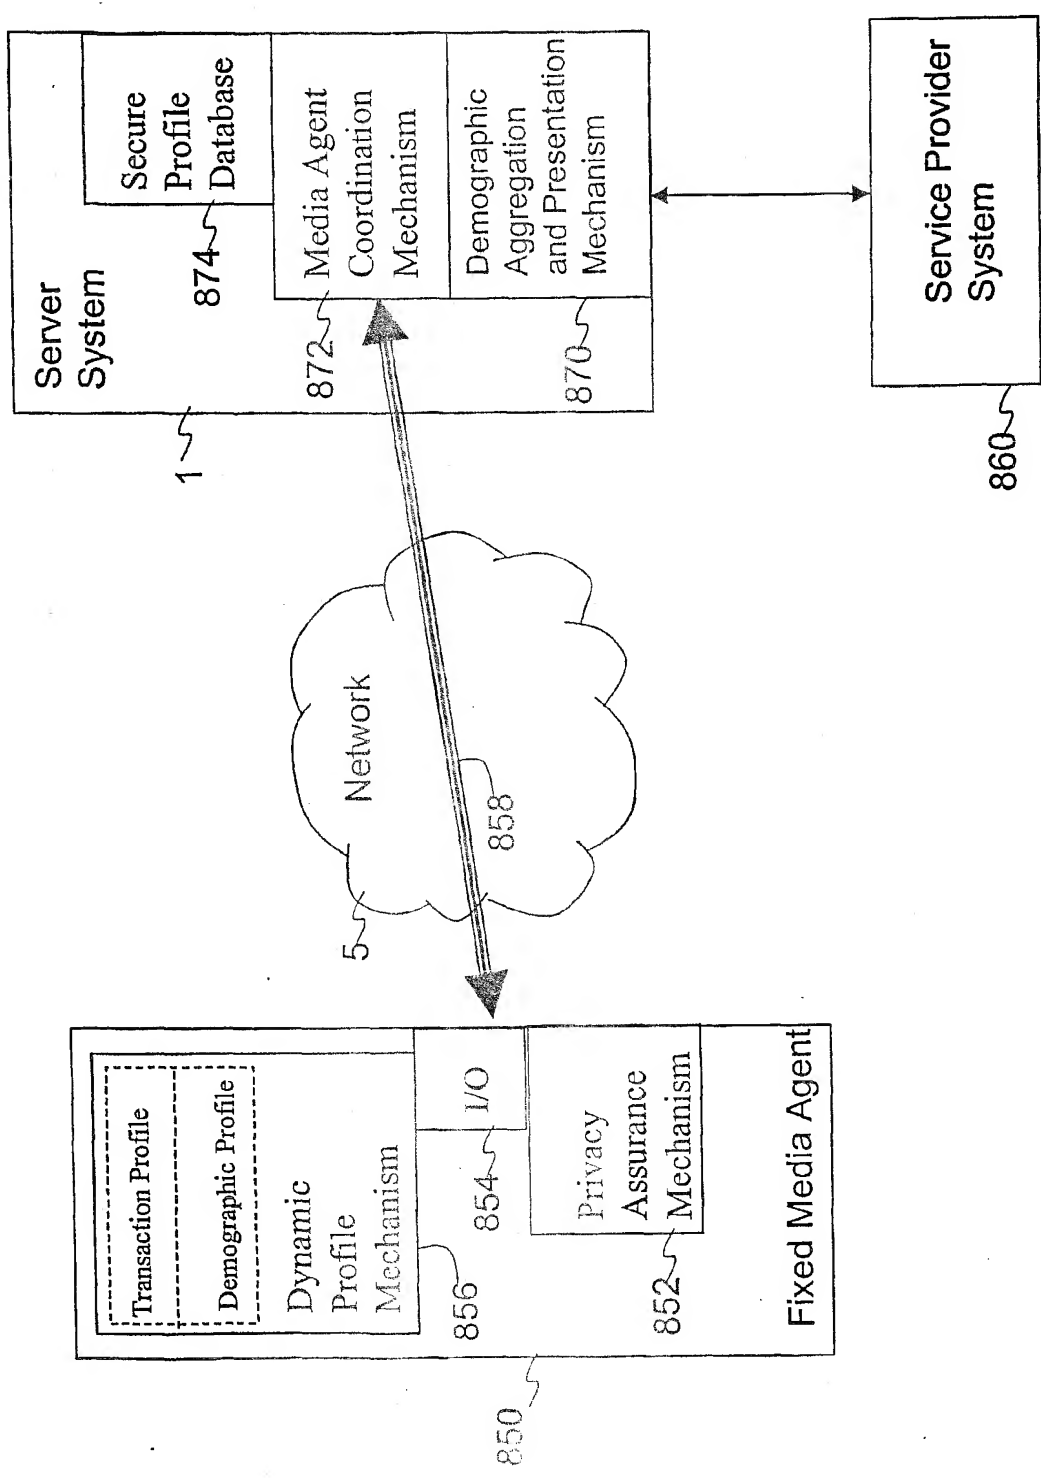 Transaction Profile
Demographic Profile
Dynamic
Profile
Mechanism
856
I/O
854
Privacy
Assurance
Mechanism
852
Fixed Media Agent
850
Network
5
858
Server
System
1
Secure
Profile
Database
874
Media Agent
Coordination
Mechanism
872
Demographic
Aggregation
and Presentation
Mechanism
870
Service Provider
System
860